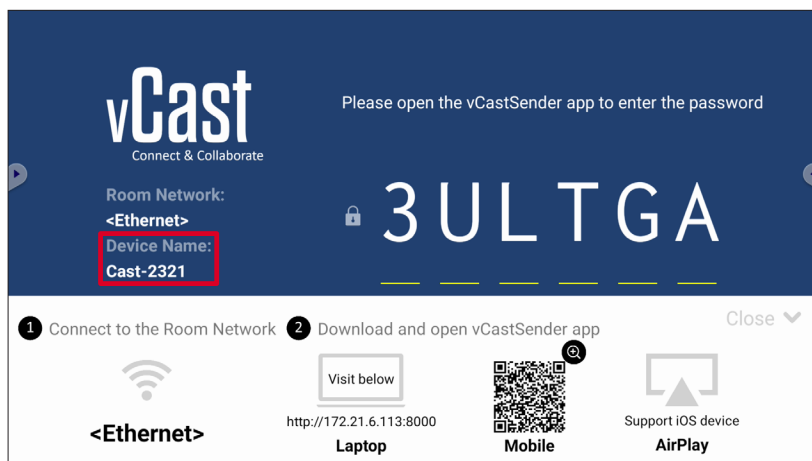 vCast
Connect & Collaborate
Please open the vCastSender app to enter the password
Room Network:
<Ethernet>
Device Name:
Cast-2321
3ULTGA
Close
1 Connect to the Room Network
2 Download and open vCastSender app
<Ethernet>
Visit below
http://172.21.6.113:8000
Laptop
Mobile
Support iOS device
AirPlay